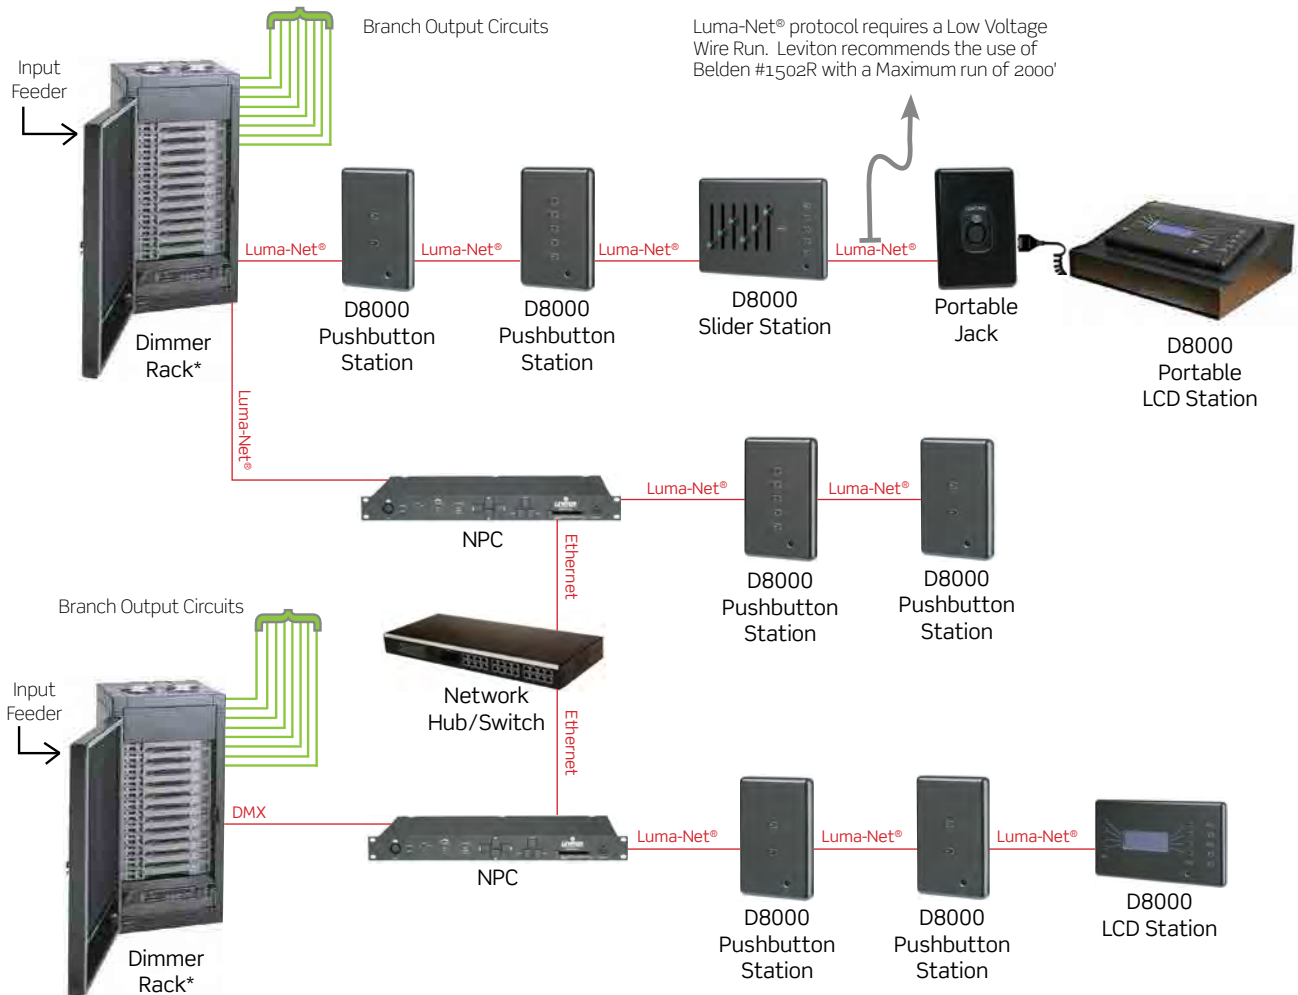 Branch Output Circuits
Luma-Net® protocol requires a Low Voltage
Wire Run. Leviton recommends the use of
Belden #1502R with a Maximum run of 2000'
Input
Feeder
Luma-Net®
Luma-Net®
Luma-Net®
Luma-Net®
Dimmer
Rack*
D8000
Pushbutton
Station
D8000
Pushbutton
Station
D8000
Slider Station
Portable
Jack
D8000
Portable
LCD Station
Luma-Net®
NPC
Luma-Net®
Luma-Net®
D8000
Pushbutton
Station
D8000
Pushbutton
Station
Ethernet
Network
Hub/Switch
Ethernet
Branch Output Circuits
Input
Feeder
DMX
Dimmer
Rack*
NPC
Luma-Net®
Luma-Net®
Luma-Net®
D8000
Pushbutton
Station
D8000
Pushbutton
Station
D8000
LCD Station